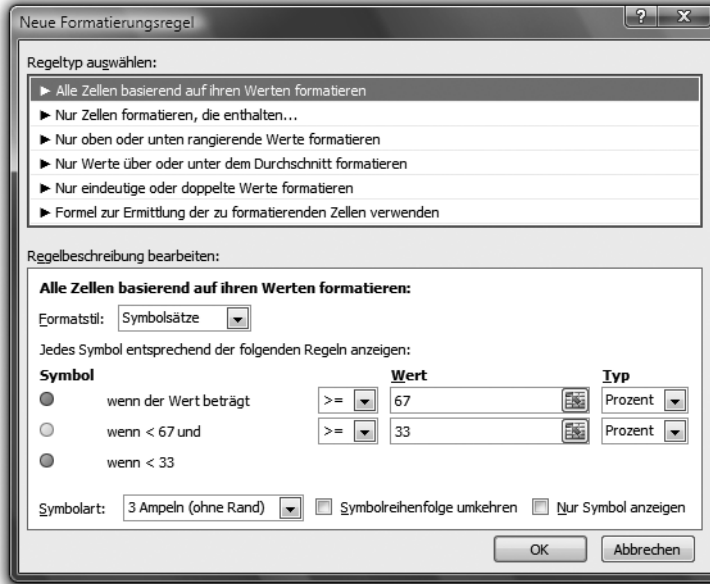 Neue Formatierungsregel
Regeltyp auswählen:
► Alle Zellen basierend auf ihren Werten formatieren
► Nur Zellen formatieren, die enthalten...
► Nur oben oder unten rangierende Werte formatieren
► Nur Werte über oder unter dem Durchschnitt formatieren
► Nur eindeutige oder doppelte Werte formatieren
► Formel zur Ermittlung der zu formatierenden Zellen verwenden
Regelbeschreibung bearbeiten:
Alle Zellen basierend auf ihren Werten formatieren:
Formatstil: Symbolsätze
Jedes Symbol entsprechend der folgenden Regeln anzeigen:
Symbol Wert Typ
wenn der Wert beträgt >= 67 Prozent
wenn < 67 und >= 33 Prozent
wenn < 33
Symbolart: 3 Ampeln (ohne Rand) Symbolreihenfolge umkehren Nur Symbol anzeigen
OK Abbrechen